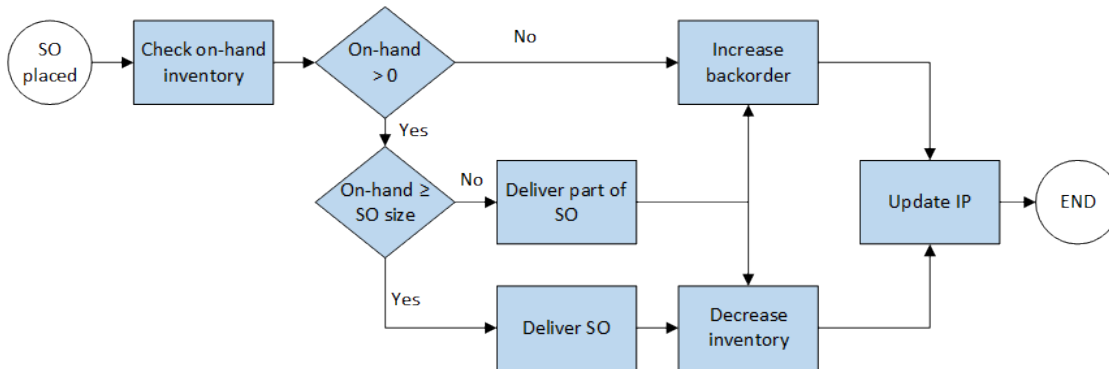 SO
placed
Check on-hand
inventory
On-hand
> 0
No
Increase
backorder
Yes
On-hand ≥
SO size
No
Deliver part of
SO
Update IP
END
Yes
Deliver SO
Decrease
inventory